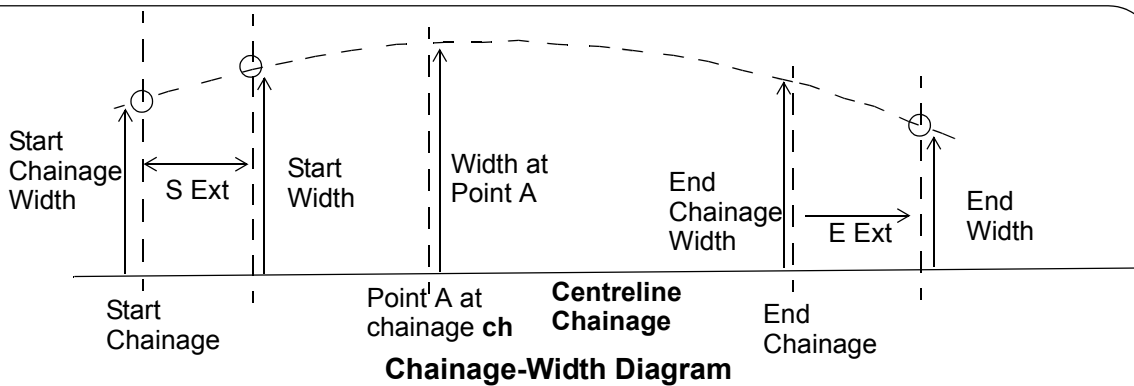 Start
Chainage
Width
S Ext
Start
Width
Width at
Point A
End
Chainage
Width
E Ext
End
Width
Start
Chainage
Point A at
chainage ch
Centreline
Chainage
End
Chainage
Chainage-Width Diagram